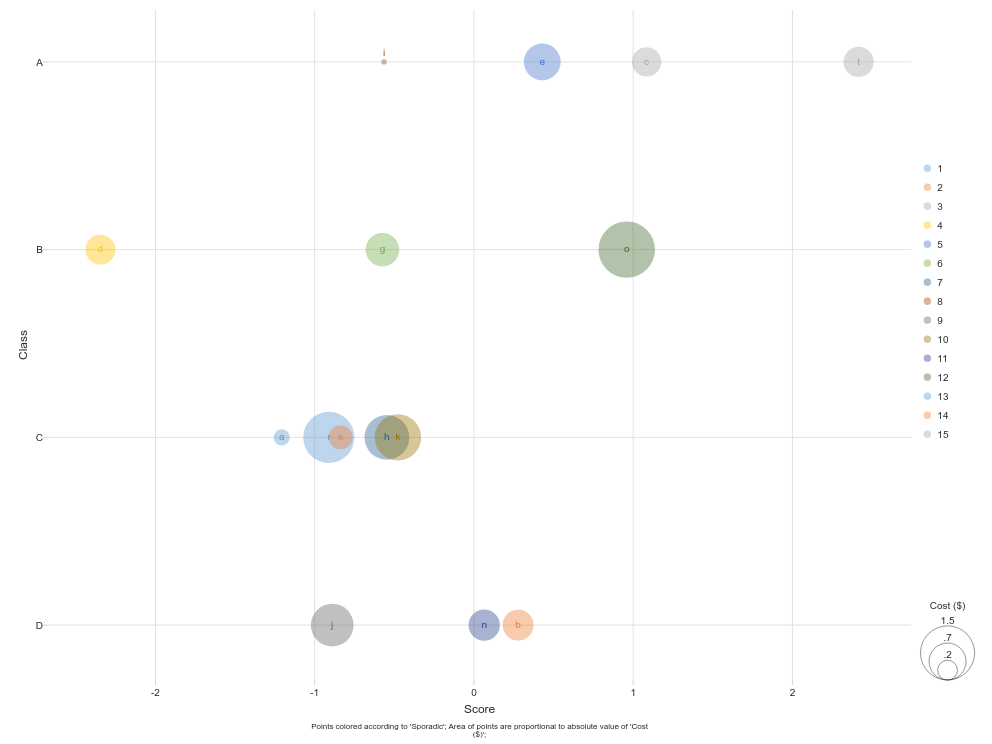 A
i
e
c
t
B
d
g
o
Class
C
a
r
s
h
k
D
j
n
b
-2
-1
0
1
2
Score
Points colored according to 'Sporadic'; Area of points are proportional to absolute value of 'Cost
($)';
1
2
3
4
5
6
7
8
9
10
11
12
13
14
15
Cost ($)
1.5
.7
.2